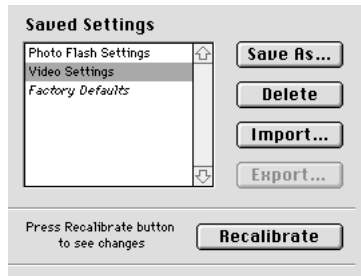 Saved Settings
Photo Flash Settings
Video Settings
Factory Defaults
Save As...
Delete
Import...
Export...
Press Recalibrate button
to see changes
Recalibrate